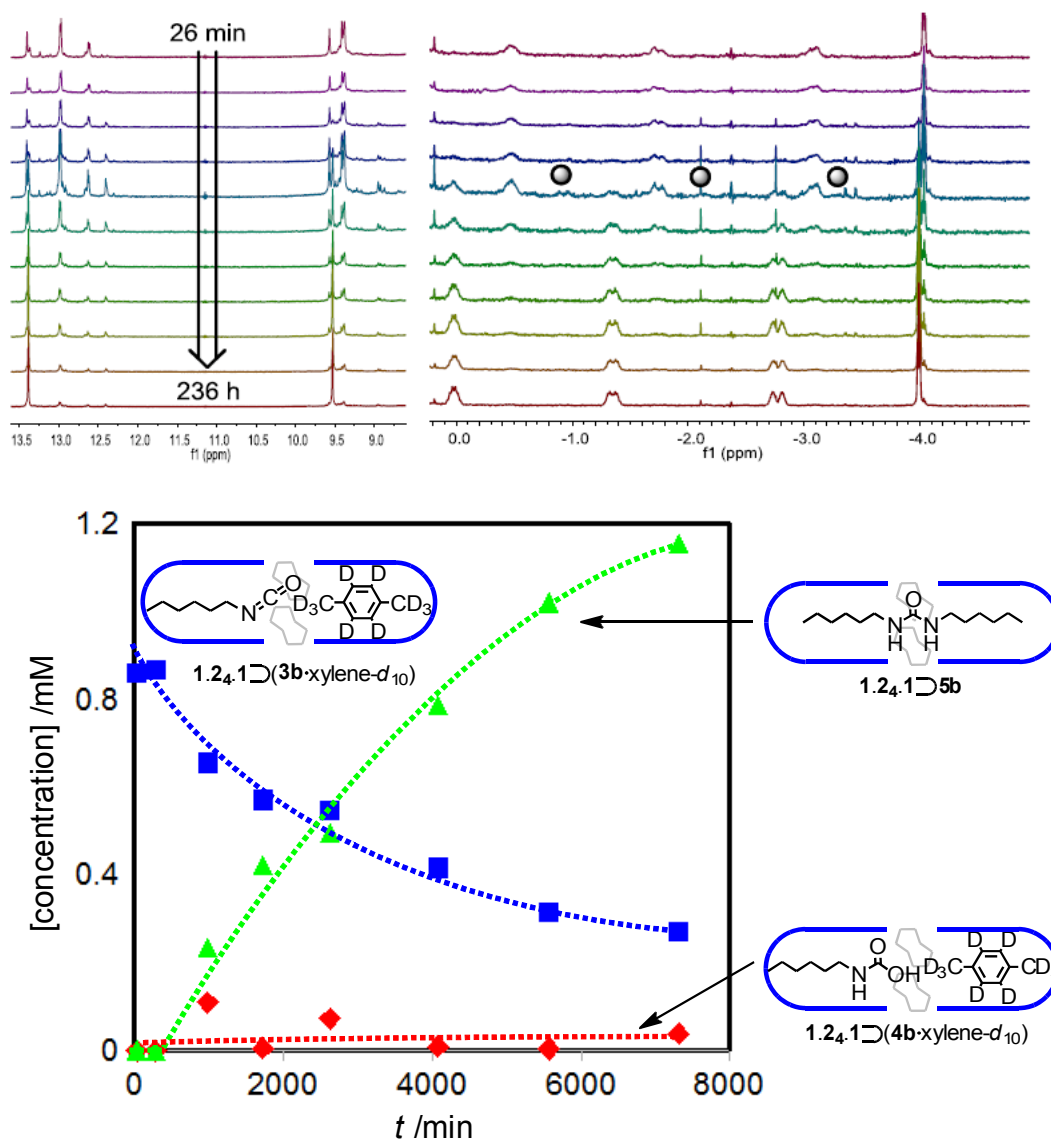 26 min
236 h
13.5 13.0 12.5 12.0 11.5 11.0 10.5 10.0 9.5 9.0
f1 (ppm)
0.0 -1.0 -2.0 -3.0 -4.0
f1 (ppm)
1.2
0.8
0.4
0
[concentration] /mM
0 2000 4000 6000 8000
t /min
N C O D3C D D D D CD3
1.24.1⊃(3b·xylene-d10)
O N H N H
1.24.1⊃5b
O N H OH D3C D D D D CD
1.24.1⊃(4b·xylene-d10)